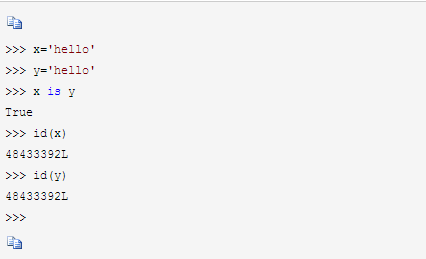 >>> x='hello'
>>> y='hello'
>>> x is y
True
>>> id(x)
48433392L
>>> id(y)
48433392L
>>>